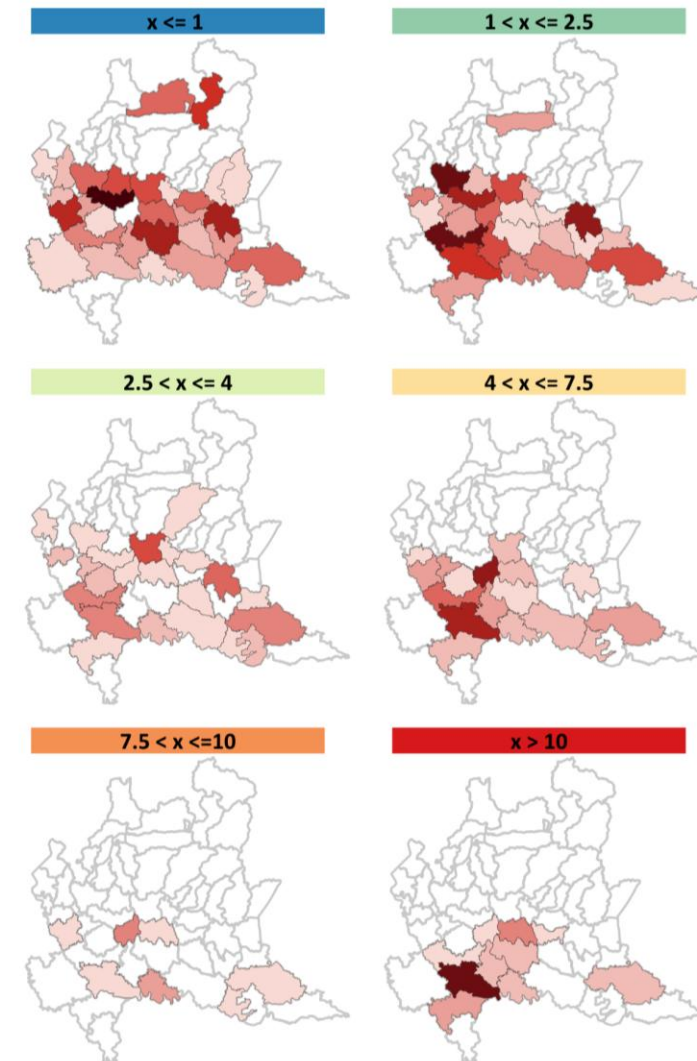 x <= 1
1 < x <= 2.5
2.5 < x <= 4
4 < x <= 7.5
7.5 < x <=10
x > 10